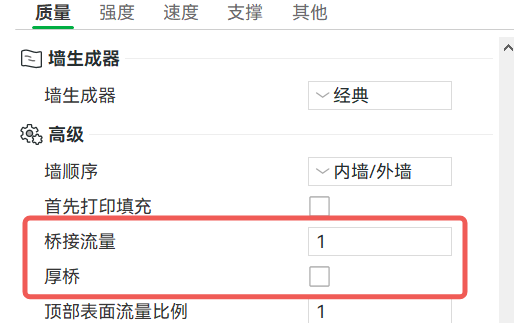 质量 强度 速度 支撑 其他
墙生成器
墙生成器 经典
高级
墙顺序 内墙/外墙
首先打印填充
桥接流量 1
厚桥
顶部表面流量比例 1